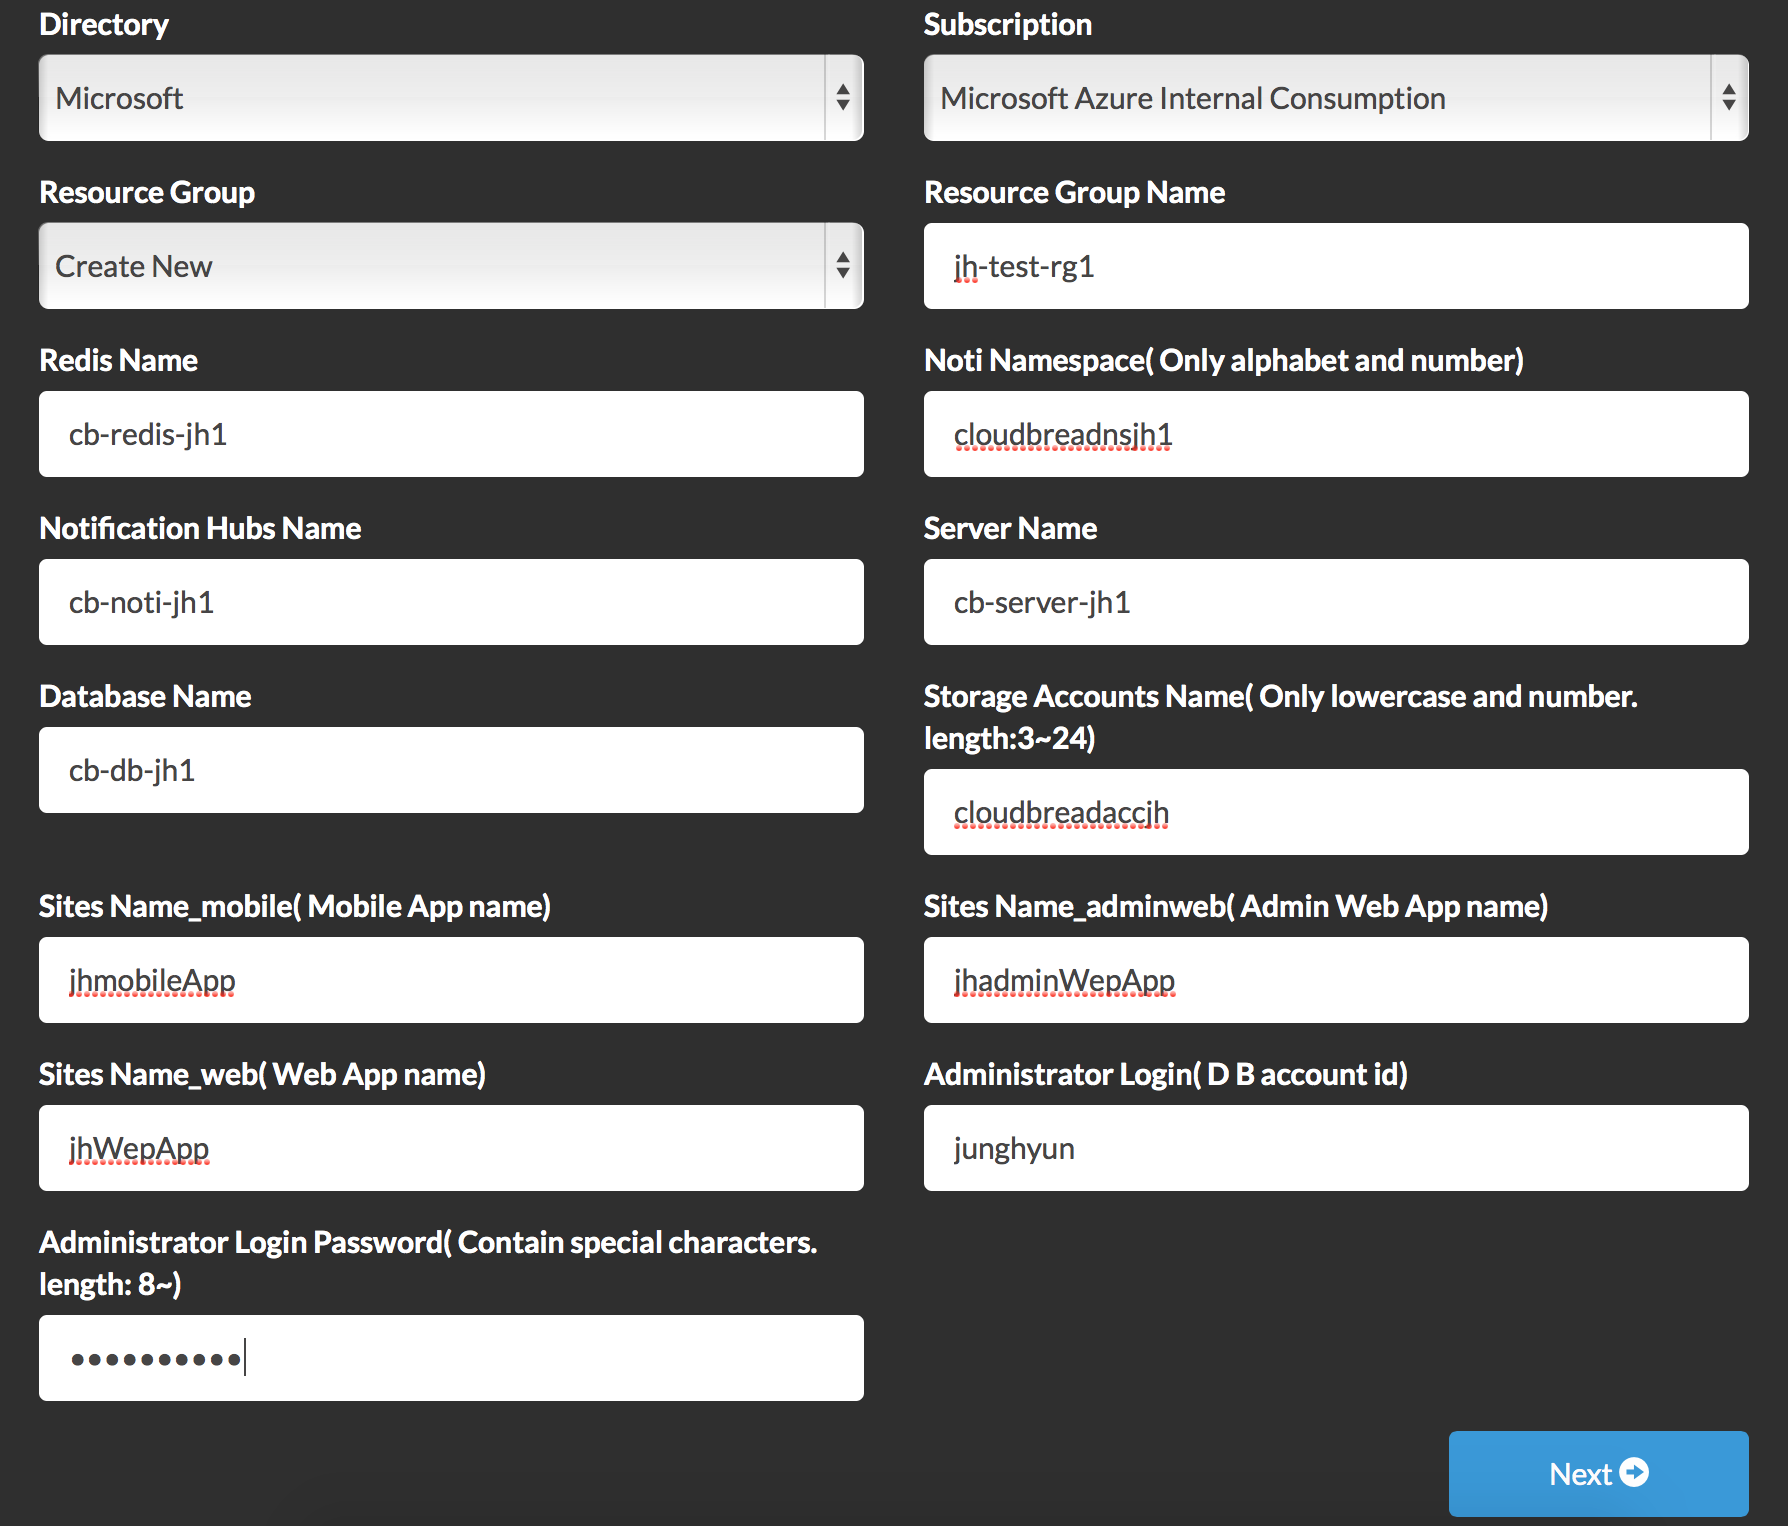 Directory
Subscription
Microsoft
Microsoft Azure Internal Consumption
Resource Group
Resource Group Name
Create New
jh-test-rg1
Redis Name
Noti Namespace( Only alphabet and number)
cb-redis-jh1
cloudbreadnsjh1
Notification Hubs Name
Server Name
cb-noti-jh1
cb-server-jh1
Database Name
Storage Accounts Name( Only lowercase and number.
length:3~24)
cb-db-jh1
cloudbreadaccjh
Sites Name_mobile( Mobile App name)
Sites Name_adminweb( Admin Web App name)
jhmobileApp
jhadminWepApp
Sites Name_web( Web App name)
Administrator Login( D B account id)
jhWepApp
junghyun
Administrator Login Password( Contain special characters.
length: 8~)
••••••••••
Next